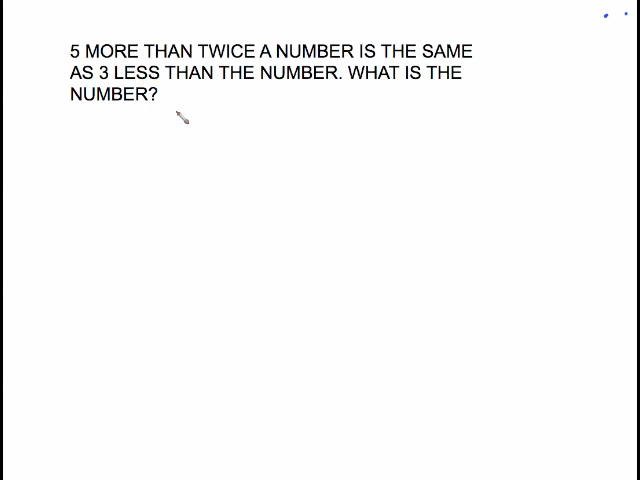 5 MORE THAN TWICE A NUMBER IS THE SAME
AS 3 LESS THAN THE NUMBER. WHAT IS THE
NUMBER?